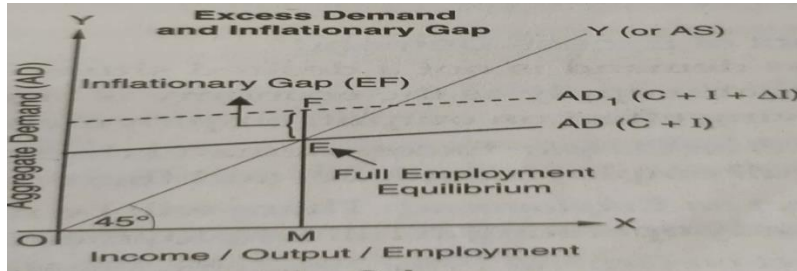 Excess Demand
and Inflationary Gap
Y
Y (or AS)
Aggregate Demand (AD)
Inflationary Gap (EF)
F
AD₁ (C + I + ΔI)
AD (C + I)
E
Full Employment
Equilibrium
45°
O
M
X
Income / Output / Employment